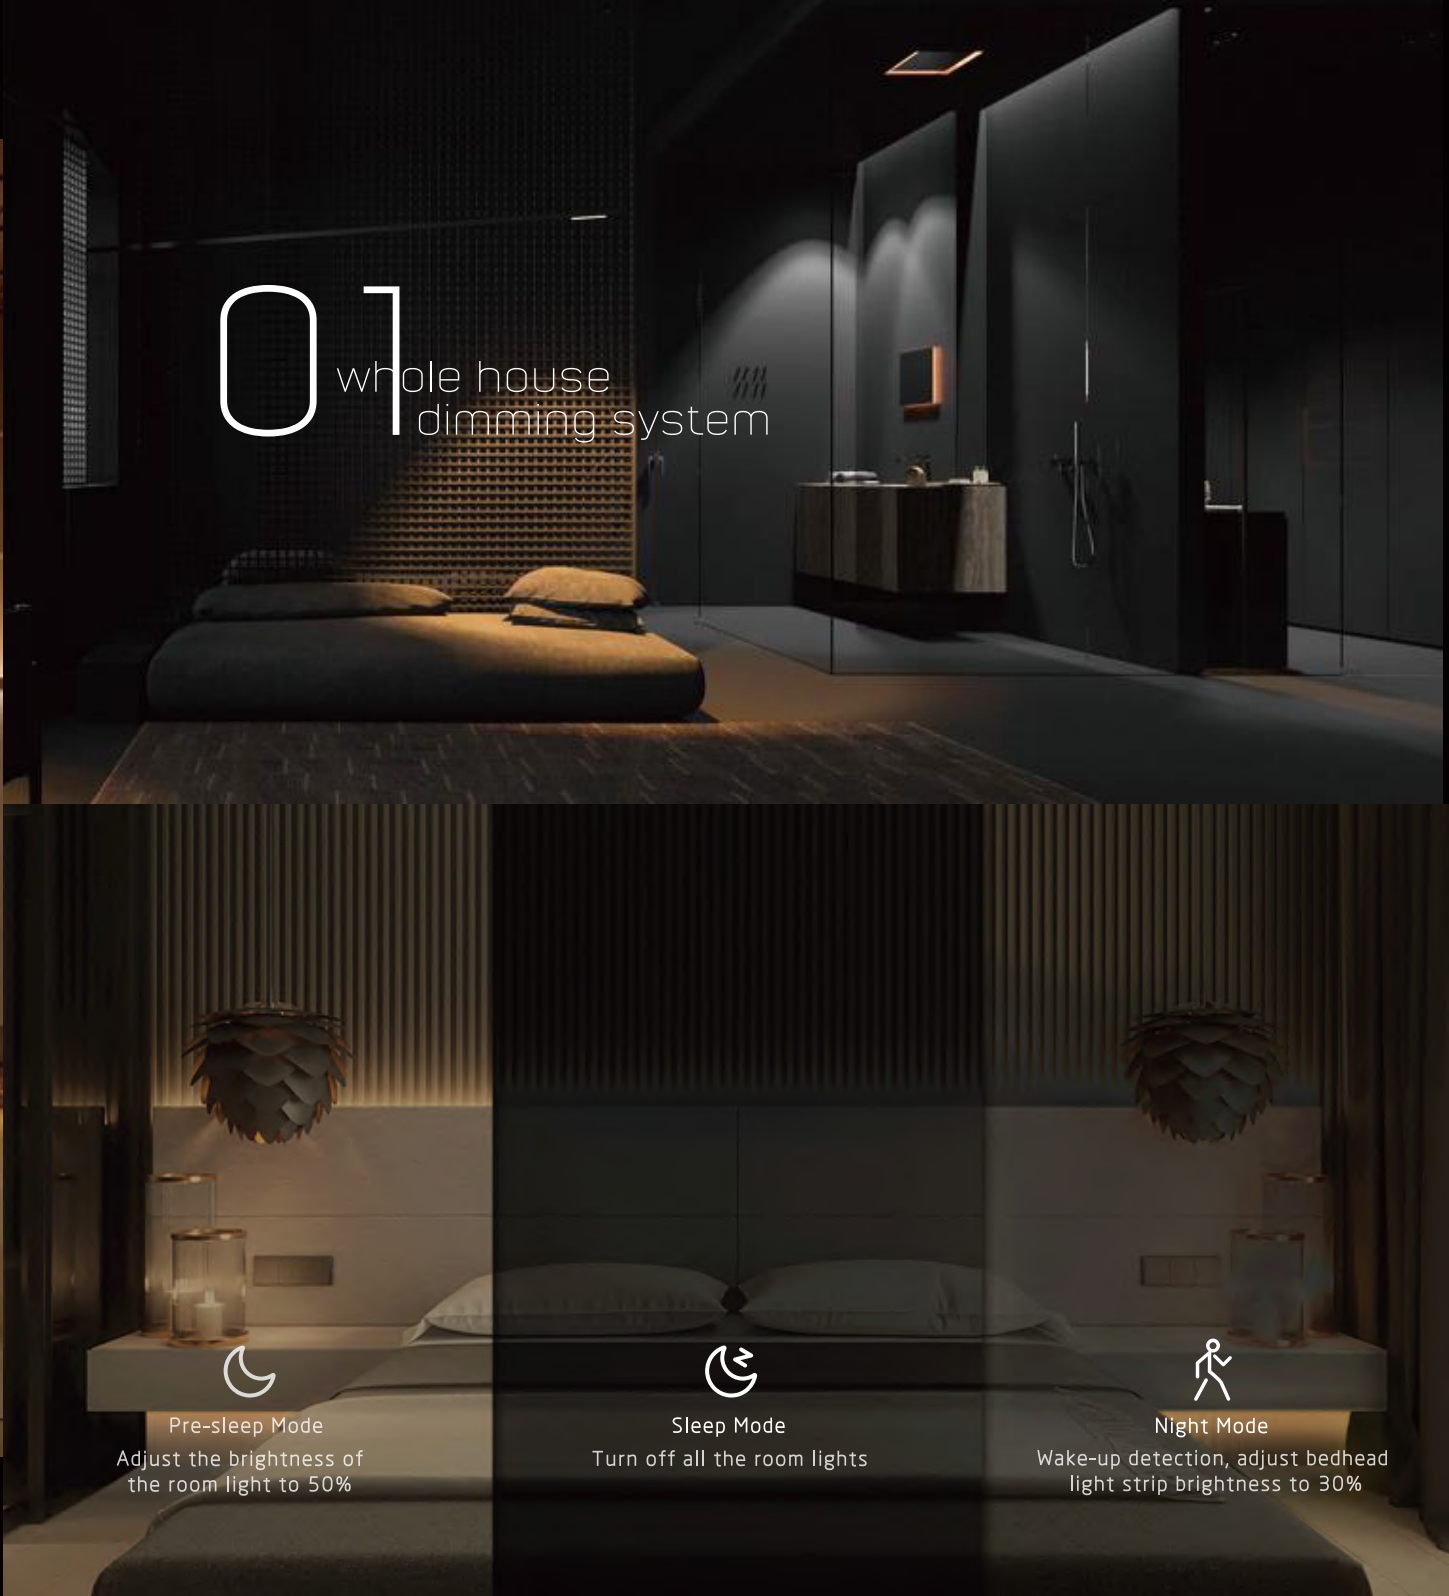 01
whole house
dimming system
Pre-sleep Mode
Adjust the brightness of
the room light to 50%
Sleep Mode
Turn off all the room lights
Night Mode
Wake-up detection, adjust bedhead
light strip brightness to 30%